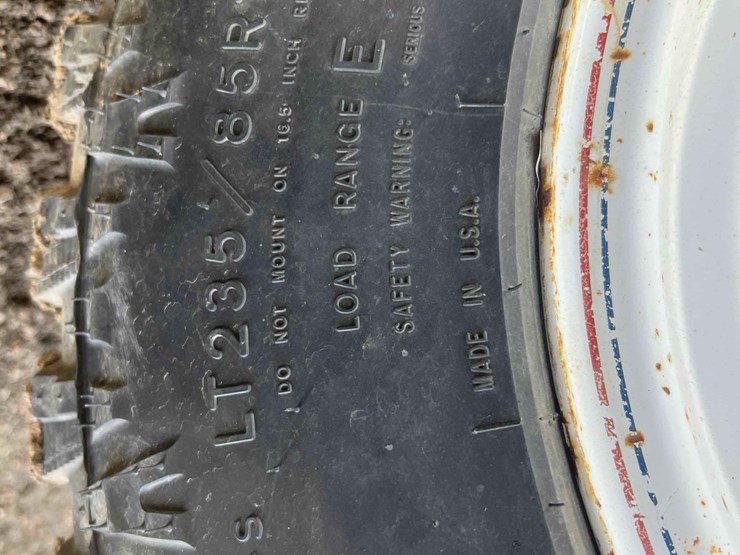 S LT235/85R
DO NOT MOUNT ON 16.5 INCH
LOAD RANGE E
SAFETY WARNING: SERIOUS
MADE IN U.S.A.